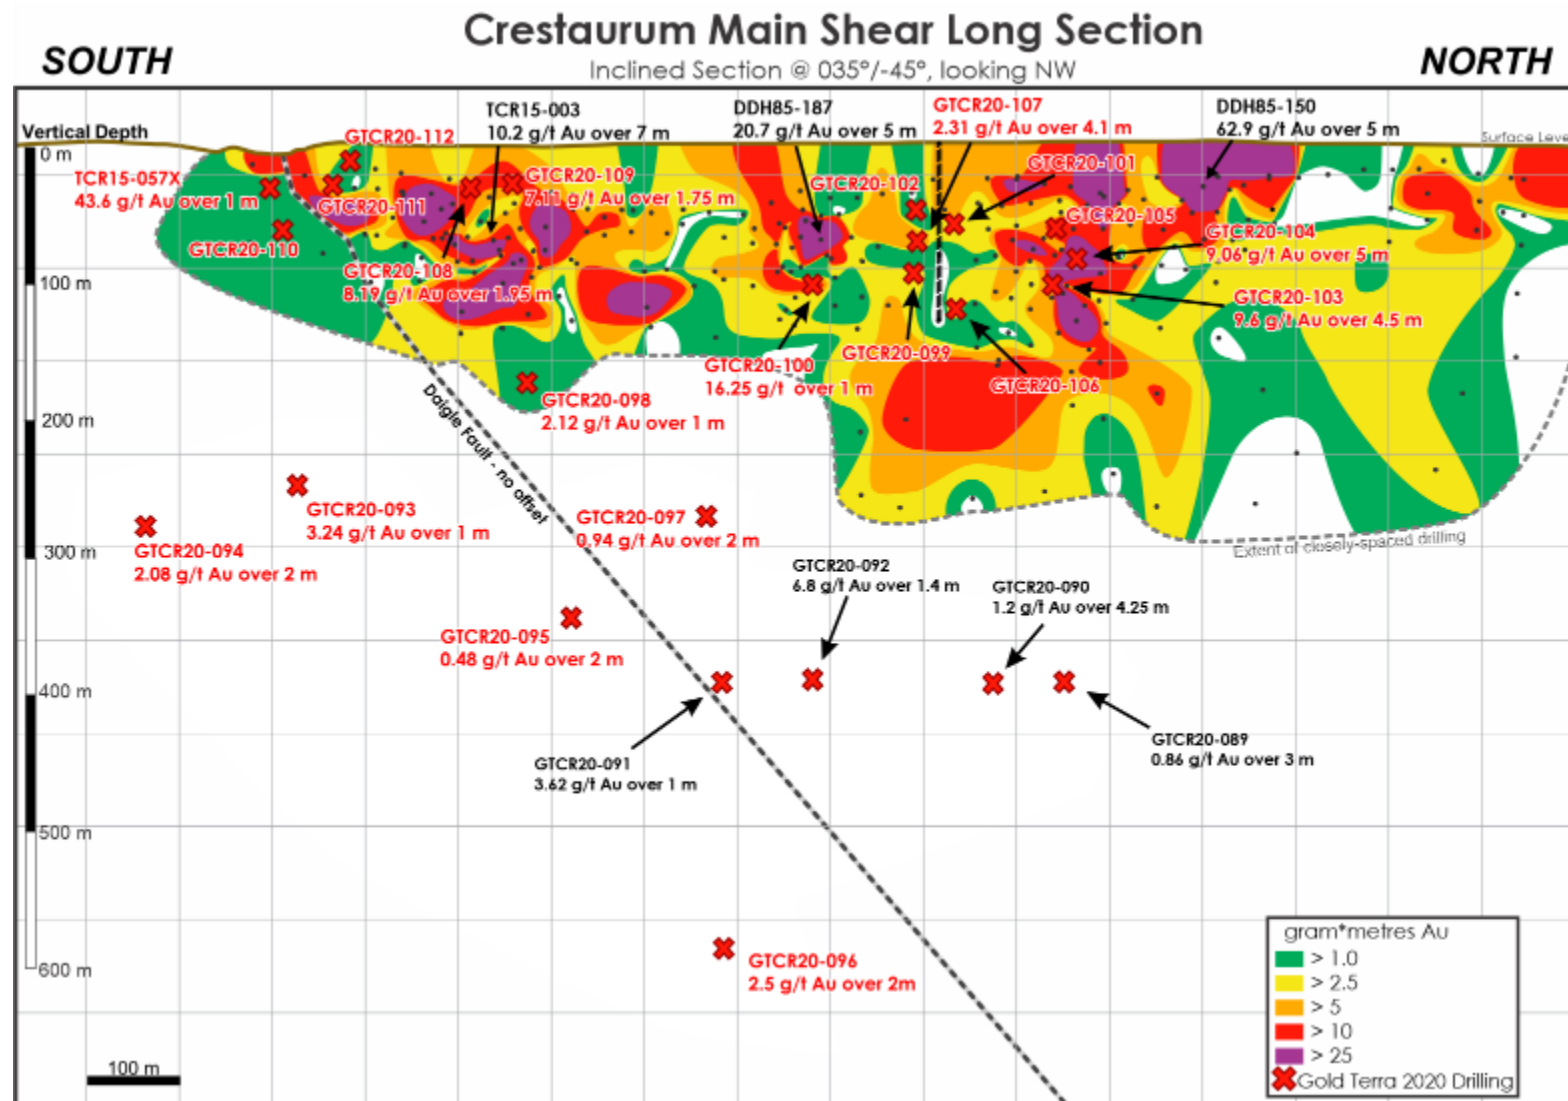 Crestaurum Main Shear Long Section
Inclined Section @ 035°/-45°, looking NW
SOUTH
NORTH
Vertical Depth
Surface Level
0 m
100 m
200 m
300 m
400 m
500 m
600 m
TCR15-057X
43.6 g/t Au over 1 m
GTCR20-110
GTCR20-112
GTCR20-111
TCR15-003
10.2 g/t Au over 7 m
GTCR20-109
7.11 g/t Au over 1.75 m
GTCR20-108
8.19 g/t Au over 1.95 m
DDH85-187
20.7 g/t Au over 5 m
GTCR20-102
GTCR20-107
2.31 g/t Au over 4.1 m
GTCR20-101
DDH85-150
62.9 g/t Au over 5 m
GTCR20-105
GTCR20-104
9.06 g/t Au over 5 m
GTCR20-103
9.6 g/t Au over 4.5 m
GTCR20-100
16.25 g/t over 1 m
GTCR20-099
GTCR20-106
GTCR20-098
2.12 g/t Au over 1 m
Daigle Fault - no offset
GTCR20-093
3.24 g/t Au over 1 m
GTCR20-094
2.08 g/t Au over 2 m
GTCR20-097
0.94 g/t Au over 2 m
Extent of closely-spaced drilling
GTCR20-092
6.8 g/t Au over 1.4 m
GTCR20-090
1.2 g/t Au over 4.25 m
GTCR20-095
0.48 g/t Au over 2 m
GTCR20-091
3.62 g/t Au over 1 m
GTCR20-089
0.86 g/t Au over 3 m
GTCR20-096
2.5 g/t Au over 2m
gram*metres Au
> 1.0
> 2.5
> 5
> 10
> 25
Gold Terra 2020 Drilling
100 m